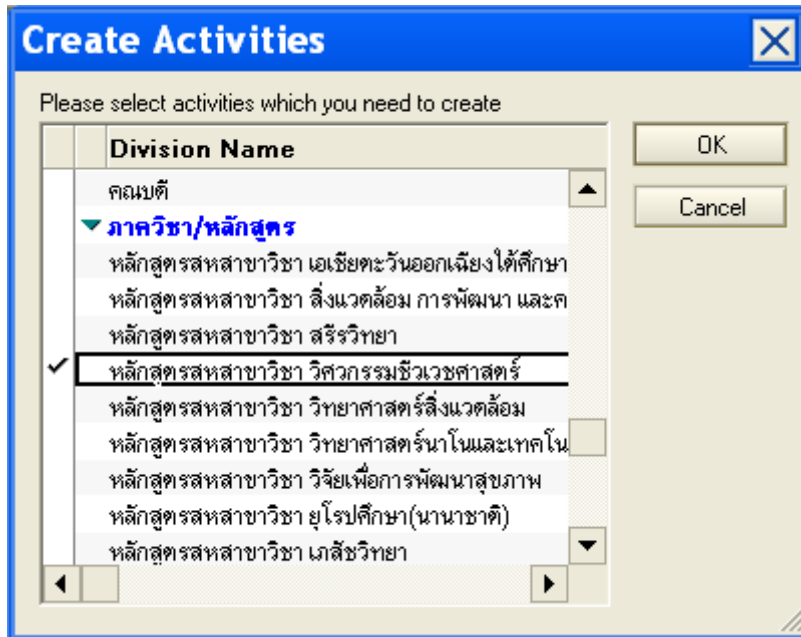 Create Activities
Please select activities which you need to create
Division Name
OK
Cancel
คณบดี
ภาควิชา/หลักสูตร
หลักสูตรสหสาขาวิชา เอเชียตะวันออกเฉียงใต้ศึกษา
หลักสูตรสหสาขาวิชา สิ่งแวดล้อม การพัฒนา และค
หลักสูตรสหสาขาวิชา สรีรวิทยา
หลักสูตรสหสาขาวิชา วิศวกรรมชีวเวชศาสตร์
หลักสูตรสหสาขาวิชา วิทยาศาสตร์สิ่งแวดล้อม
หลักสูตรสหสาขาวิชา วิทยาศาสตร์นาโนและเทคโน
หลักสูตรสหสาขาวิชา วิจัยเพื่อการพัฒนาสุขภาพ
หลักสูตรสหสาขาวิชา ยุโรปศึกษา(นานาชาติ)
หลักสูตรสหสาขาวิชา เภสัชวิทยา